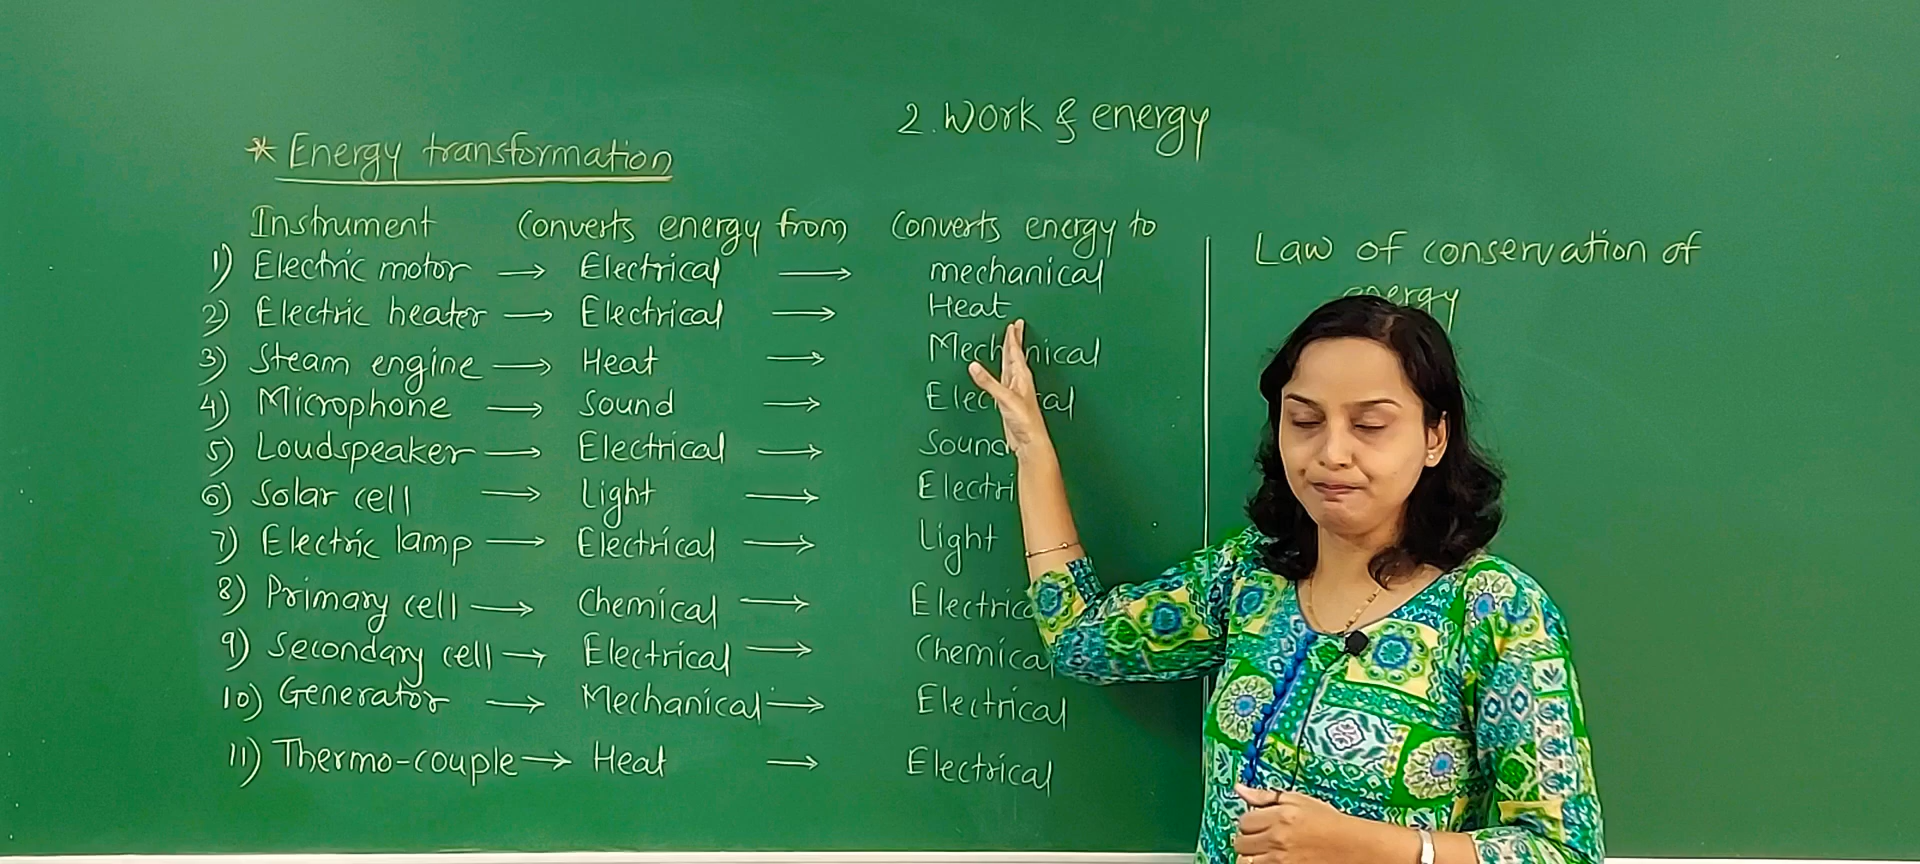 2. Work & energy
* Energy transformation
Instrument Converts energy from Converts energy to
1) Electric motor → Electrical → mechanical
2) Electric heater → Electrical → Heat
3) Steam engine → Heat → Mechanical
4) Microphone → Sound → Electrical
5) Loudspeaker → Electrical → Sound
6) Solar cell → Light →
7) Electric lamp → Electrical → Light
8) Primary cell → Chemical → Electrical
9) Secondary cell → Electrical → Chemical
10) Generator → Mechanical → Electrical
11) Thermo-couple → Heat → Electrical
Law of conservation of
energy